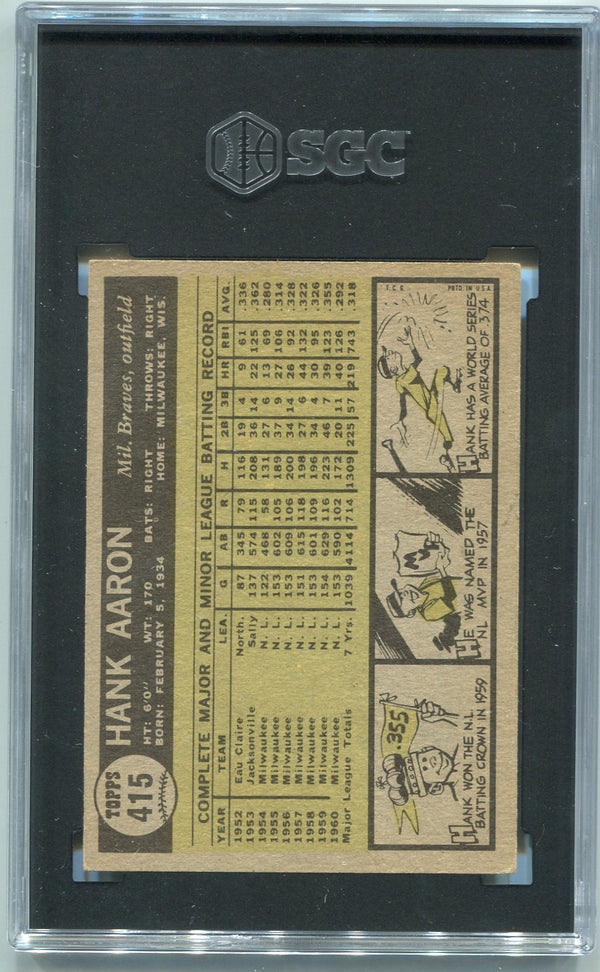 SGC
TOPPS
415
HANK AARON
Mil. Braves, outfield
HT: 6'0" WT: 170 BATS: RIGHT THROWS: RIGHT
BORN: FEBRUARY 5, 1934 HOME: MILWAUKEE, WIS.
COMPLETE MAJOR AND MINOR LEAGUE BATTING RECORD
YEAR TEAM LEA. G AB R H 2B 3B HR RBI AVG.
1952 Eau Claire North. 87 345 79 116 19 4 9 61 .336
1953 Jacksonville Sally 137 574 115 208 36 14 22 125 .362
1954 Milwaukee N. L. 122 468 58 131 27 6 13 69 .280
1955 Milwaukee N. L. 153 602 105 189 37 9 27 106 .314
1956 Milwaukee N. L. 153 609 106 200 34 14 26 92 .328
1957 Milwaukee N. L. 151 615 118 198 27 6 44 132 .322
1958 Milwaukee N. L. 153 601 109 196 34 4 30 95 .326
1959 Milwaukee N. L. 154 629 116 223 46 7 39 123 .355
1960 Milwaukee N. L. 153 590 102 172 20 11 40 126 .292
Major League Totals 7 Yrs. 1039 4114 714 1309 225 57 219 743 .318
.355
HANK WON THE N.L.
BATTING CROWN IN 1959
M
HE WAS NAMED THE
NL MVP IN 1957
T.C.G. PRTD IN U.S.A.
HANK HAS A WORLD SERIES
BATTING AVERAGE OF 374